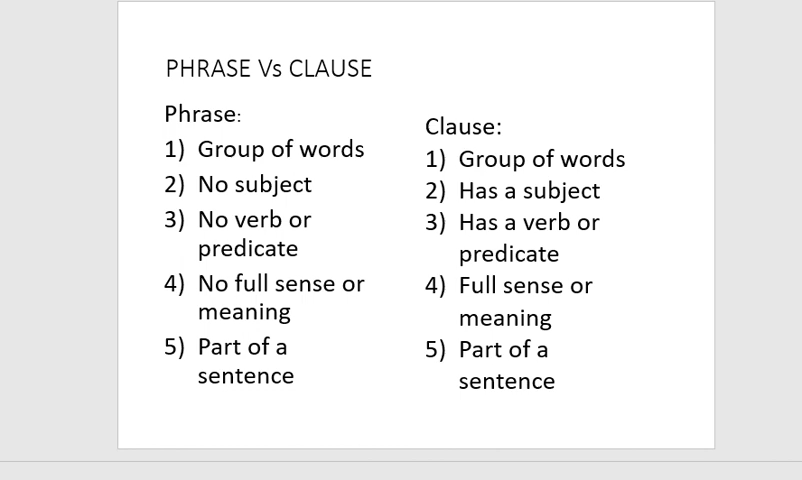 PHRASE Vs CLAUSE
Phrase:
1) Group of words
2) No subject
3) No verb or
predicate
4) No full sense or
meaning
5) Part of a
sentence
Clause:
1) Group of words
2) Has a subject
3) Has a verb or
predicate
4) Full sense or
meaning
5) Part of a
sentence